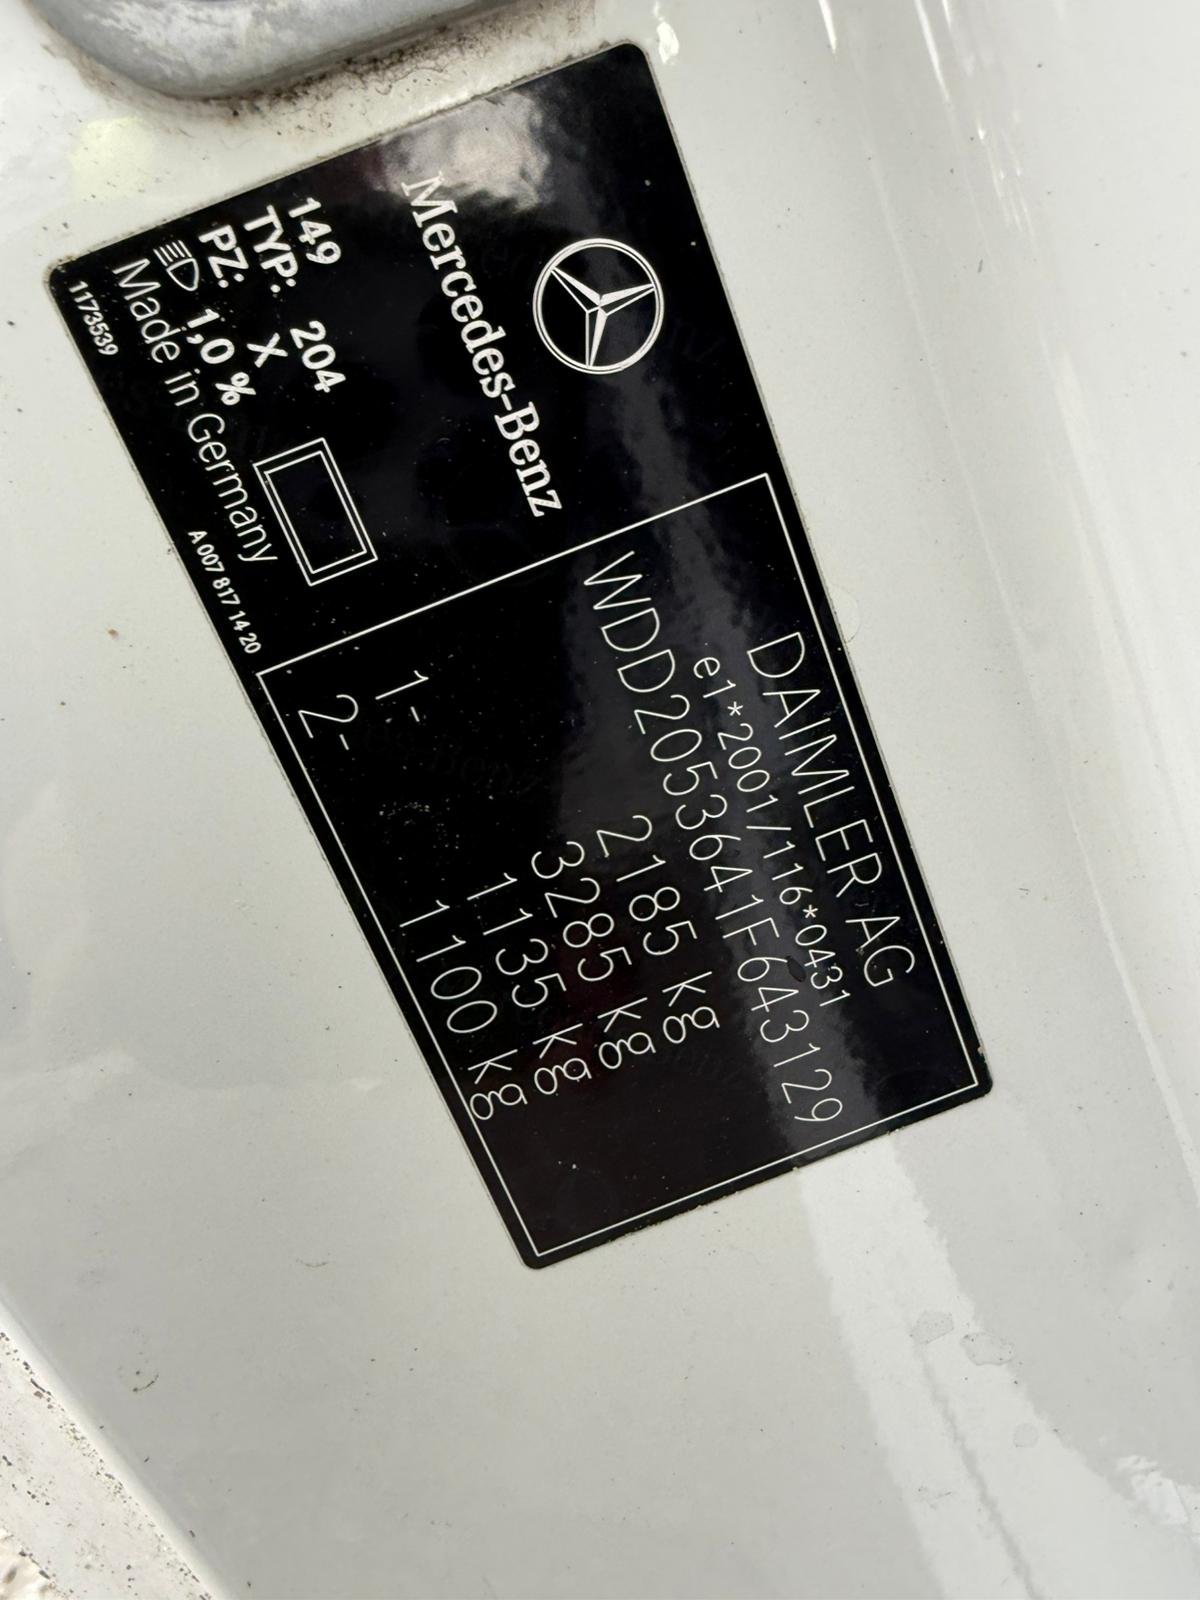 Mercedes-Benz
149
TYP: 204
PZ: X
1,0 %
Made in Germany
1173539
A 007 817 14 20
DAIMLER AG
e1*2001/116*0431
WDD2053641F643129
2185 kg
3285 kg
1- 1135 kg
2- 1100 kg